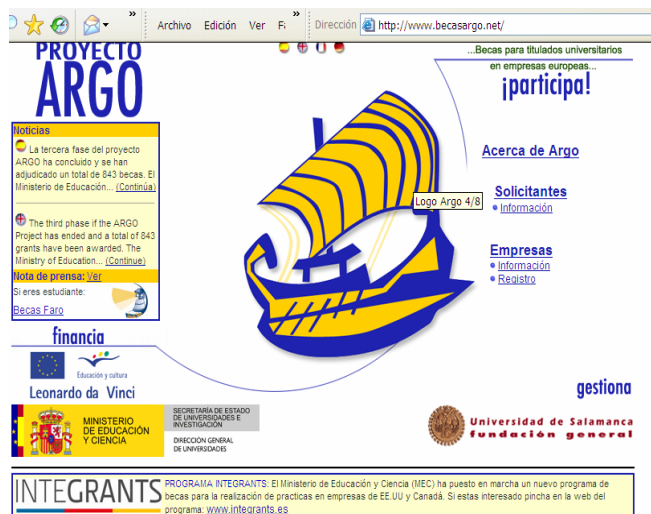 Archivo Edición Ver
Dirección http://www.becasargo.net/
PROYECTO
ARGO
...Becas para titulados universitarios
en empresas europeas...
¡participa!
Noticias
La tercera fase del proyecto
ARGO ha concluido y se han
adjudicado un total de 843 becas. El
Ministerio de Educación... (Continúa)
The third phase if the ARGO
Project has ended and a total of 843
grants have been awarded. The
Ministry of Education... (Continue)
Nota de prensa: Ver
Si eres estudiante:
Becas Faro
Logo Argo 4/8
Acerca de Argo
Solicitantes
Información
Empresas
Información
Registro
financia
Educación y cultura
Leonardo da Vinci
MINISTERIO
DE EDUCACIÓN
Y CIENCIA
SECRETARÍA DE ESTADO
DE UNIVERSIDADES E
INVESTIGACIÓN
DIRECCIÓN GENERAL
DE UNIVERSIDADES
gestiona
Universidad de Salamanca
fundación general
INTEGRANTS
PROGRAMA INTEGRANTS: El Ministerio de Educación y Ciencia (MEC) ha puesto en marcha un nuevo programa de
becas para la realización de practicas en empresas de EE.UU y Canadá. Si estas interesado pincha en la web del
programa: www.integrants.es